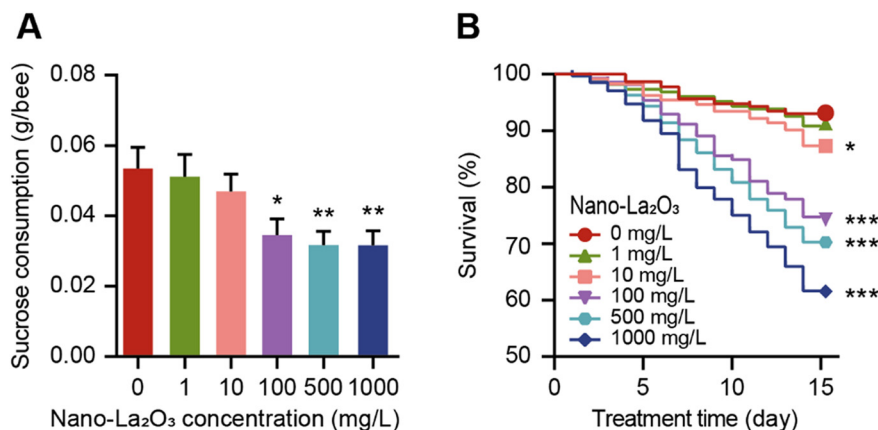 A
Sucrose consumption (g/bee)
0.08
0.06
0.04
0.02
0.00
*
**
**
0 1 10 100 500 1000
Nano-La₂O₃ concentration (mg/L)
B
Survival (%)
100
90
80
70
60
50
Nano-La₂O₃
0 mg/L
1 mg/L
10 mg/L
100 mg/L
500 mg/L
1000 mg/L
*
***
***
***
0 5 10 15
Treatment time (day)